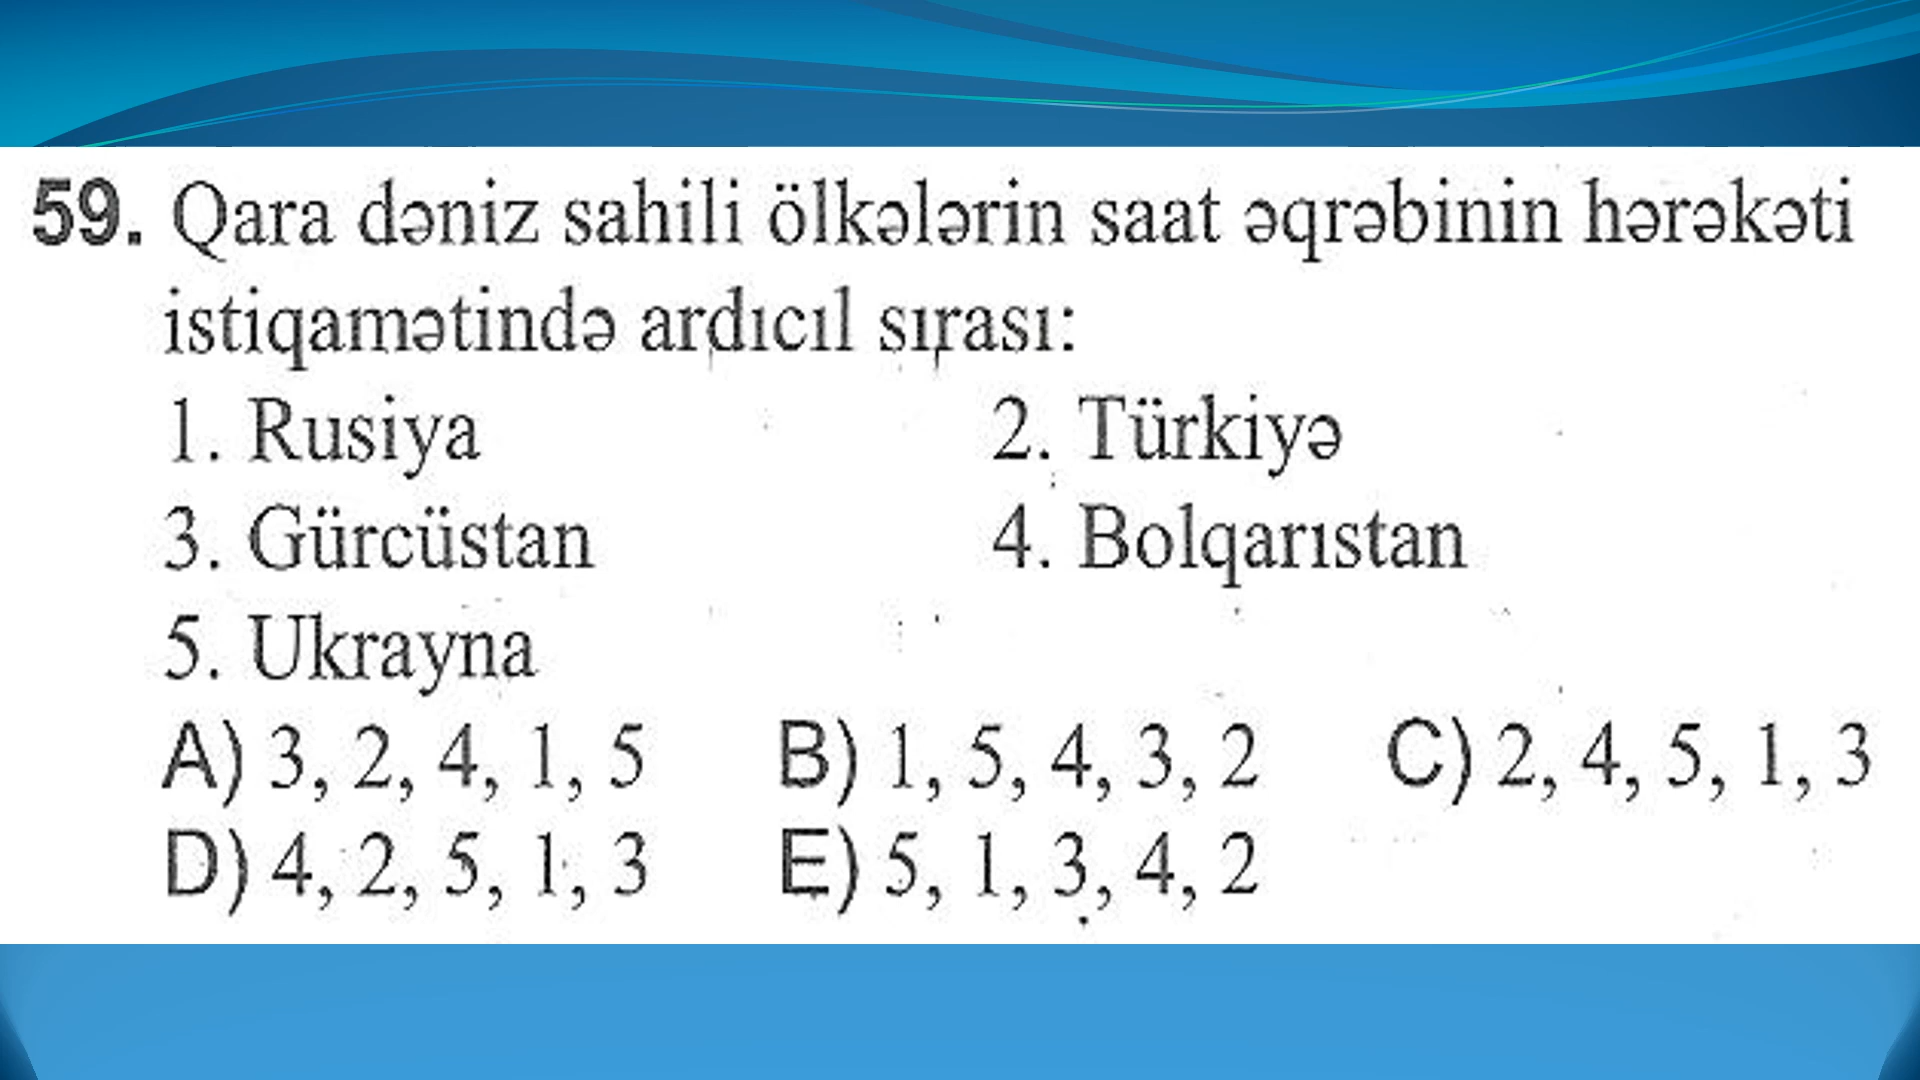 59. Qara dəniz sahili ölkələrin saat əqrəbinin hərəkəti
istiqamətində ardıcıl sırası:
1. Rusiya 2. Türkiyə
3. Gürcüstan 4. Bolqarıstan
5. Ukrayna
A) 3, 2, 4, 1, 5 B) 1, 5, 4, 3, 2 C) 2, 4, 5, 1, 3
D) 4, 2, 5, 1, 3 E) 5, 1, 3, 4, 2